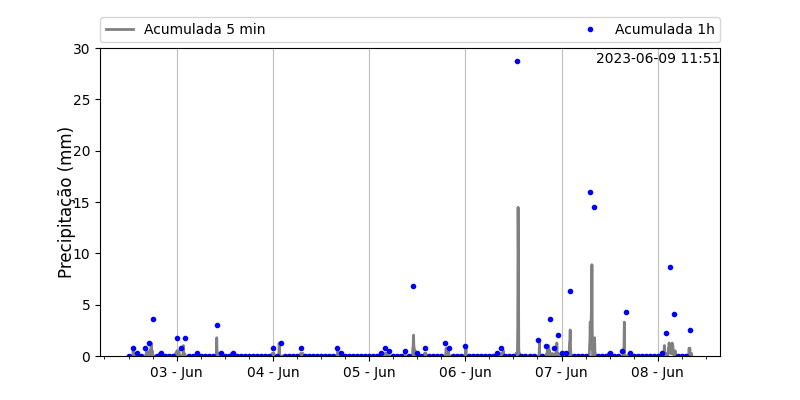 Acumulada 5 min
Acumulada 1h
2023-06-09 11:51
Precipitação (mm)
30
25
20
15
10
5
0
03 - Jun
04 - Jun
05 - Jun
06 - Jun
07 - Jun
08 - Jun